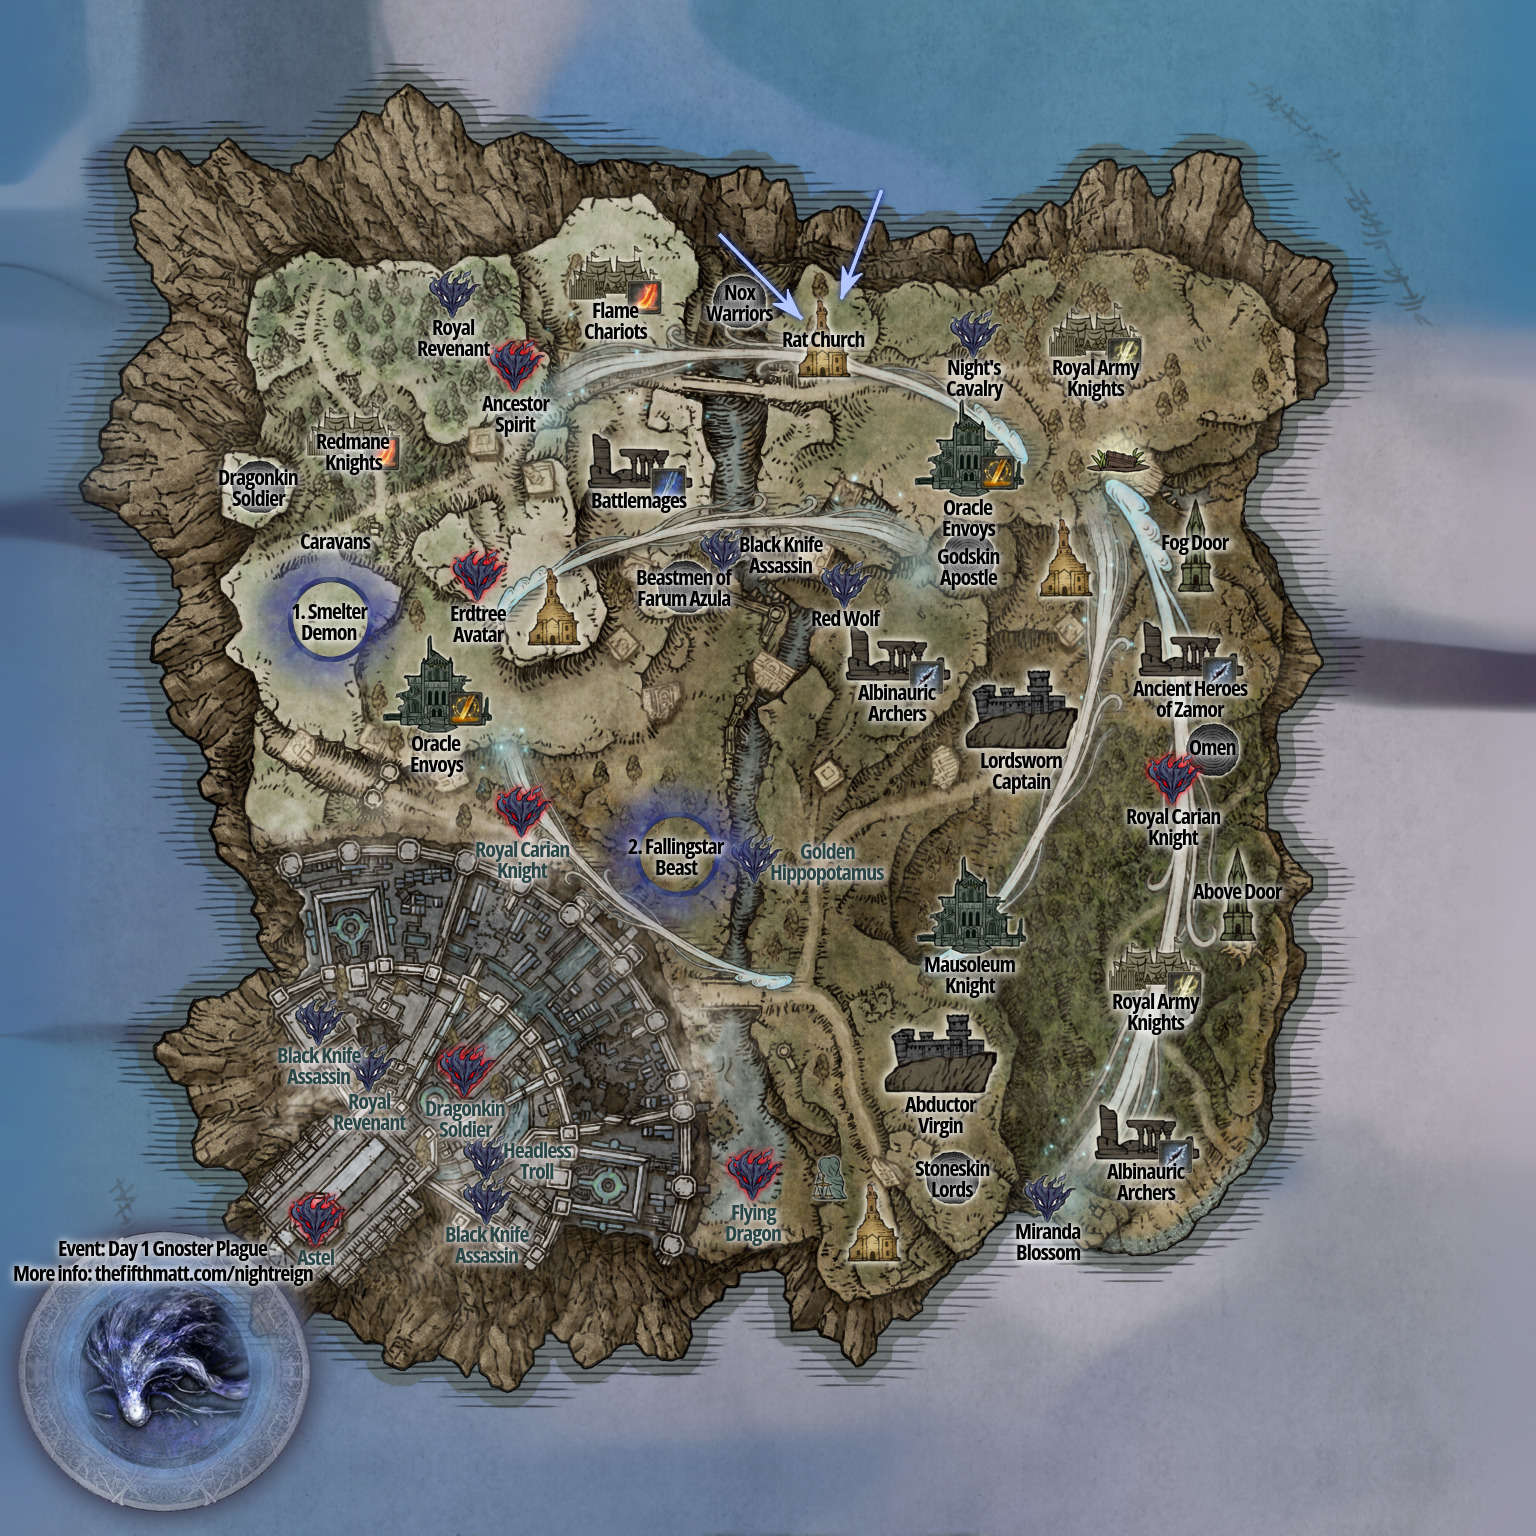 Nox
Warriors
Royal
Revenant
Flame
Chariots
Rat Church
Night's
Cavalry
Royal Army
Knights
Ancestor
Spirit
Redmane
Knights
Dragonkin
Soldier
Battlemages
Oracle
Envoys
Caravans
Black Knife
Assassin
Fog Door
Godskin
Apostle
Beastmen of
Farum Azula
1. Smelter
Demon
Erdtree
Avatar
Red Wolf
Albinauric
Archers
Ancient Heroes
of Zamor
Oracle
Envoys
Omen
Lordsworn
Captain
Royal Carian
Knight
Royal Carian
Knight
2. Fallingstar
Beast
Golden
Hippopotamus
Above Door
Mausoleum
Knight
Royal Army
Knights
Black Knife
Assassin
Royal
Revenant
Dragonkin
Soldier
Abductor
Virgin
Headless
Troll
Stoneskin
Lords
Albinauric
Archers
Flying
Dragon
Black Knife
Assassin
Miranda
Blossom
Astel
Event: Day 1 Gnoster Plague
More info: thefifthmatt.com/nightreign